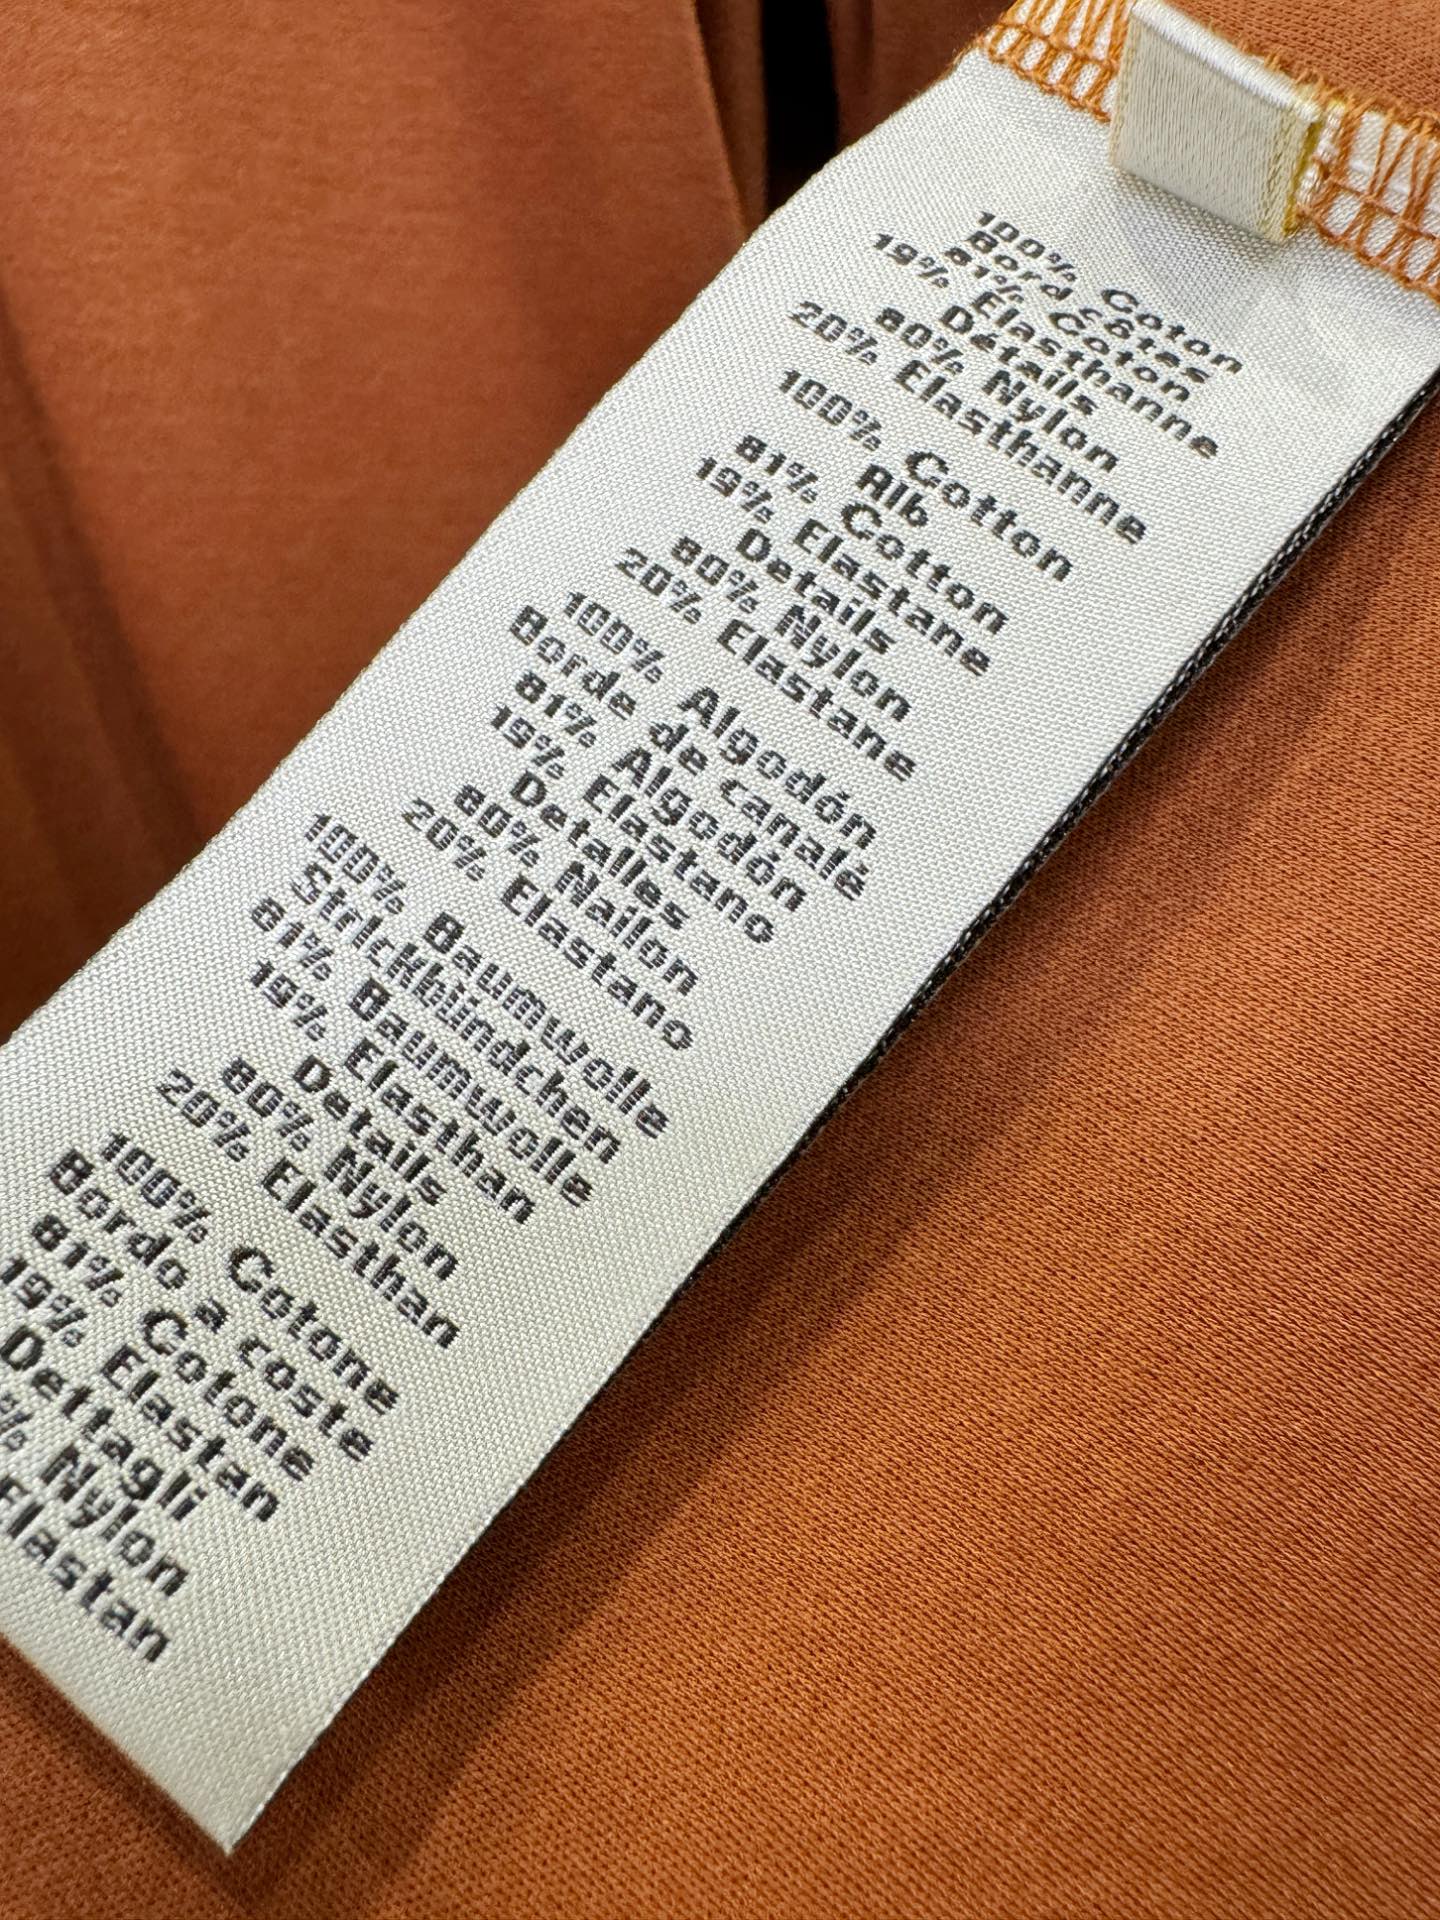 100% Coton
Bord côtes
81% Coton
19% Elasthanne
Détails
80% Nylon
20% Elasthanne
100% Cotton
Rib
81% Cotton
19% Elastane
Details
80% Nylon
20% Elastane
100% Algodón
Borde de canalé
81% Algodón
19% Elastano
Detalles
80% Nailon
20% Elastano
100% Baumwolle
Strickbündchen
81% Baumwolle
19% Elasthan
Details
80% Nylon
20% Elasthan
100% Cotone
Bordo a coste
81% Cotone
19% Elastan
Dettagli
% Nylon
Elastan